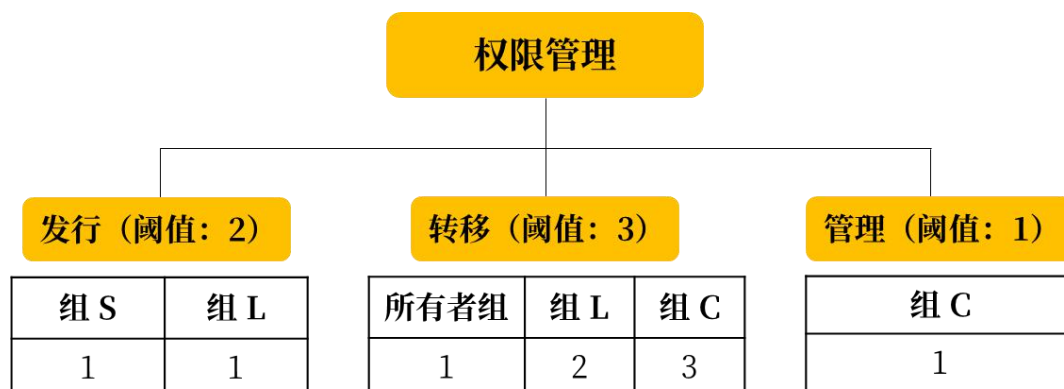 权限管理
发行（阈值：2） 转移（阈值：3） 管理（阈值：1）
组 S 组 L 所有者组 组 L 组 C 组 C
1 1 1 2 3 1